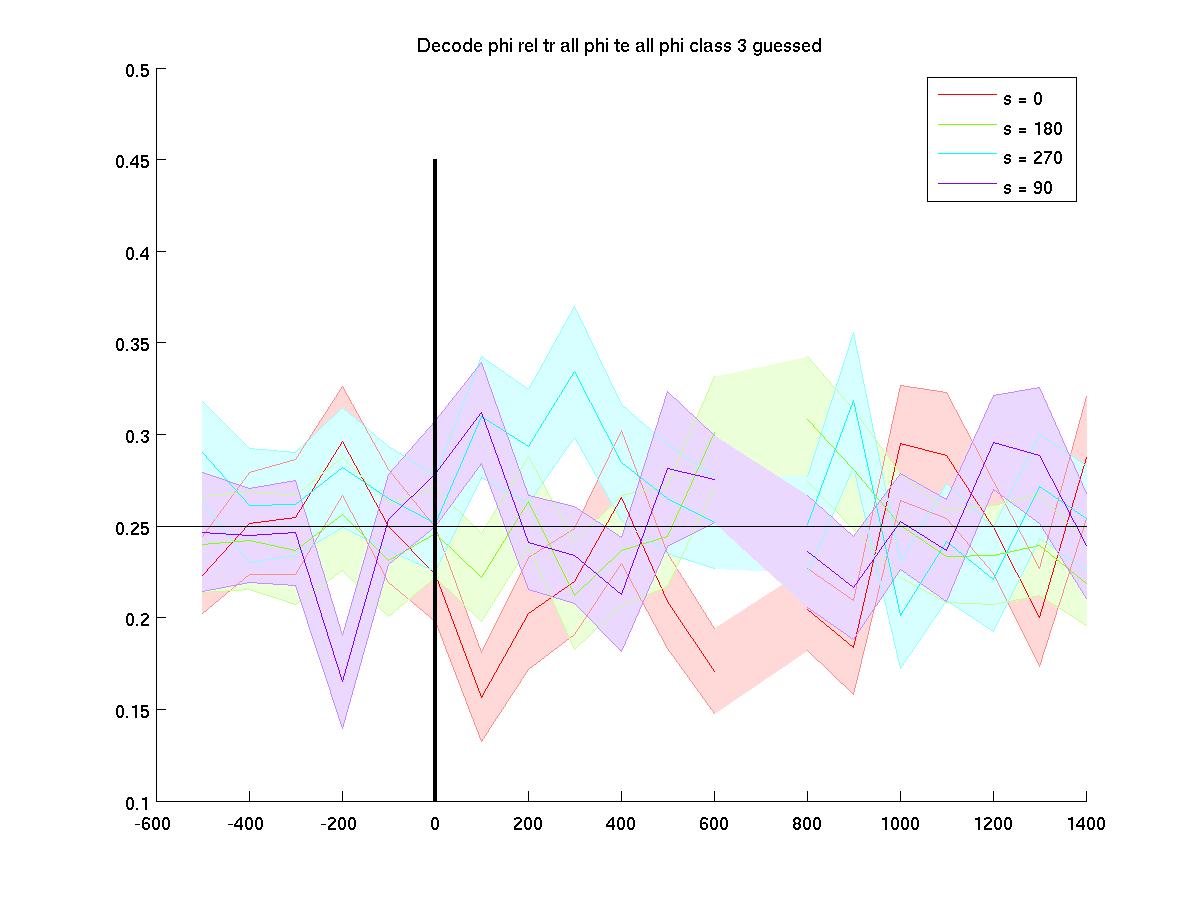 Decode phi rel tr all phi te all phi class 3 guessed
0.5
s = 0
s = 180
s = 270
s = 90
0.45
0.4
0.35
0.3
0.25
0.2
0.15
0.1
-600 -400 -200 0 200 400 600 800 1000 1200 1400